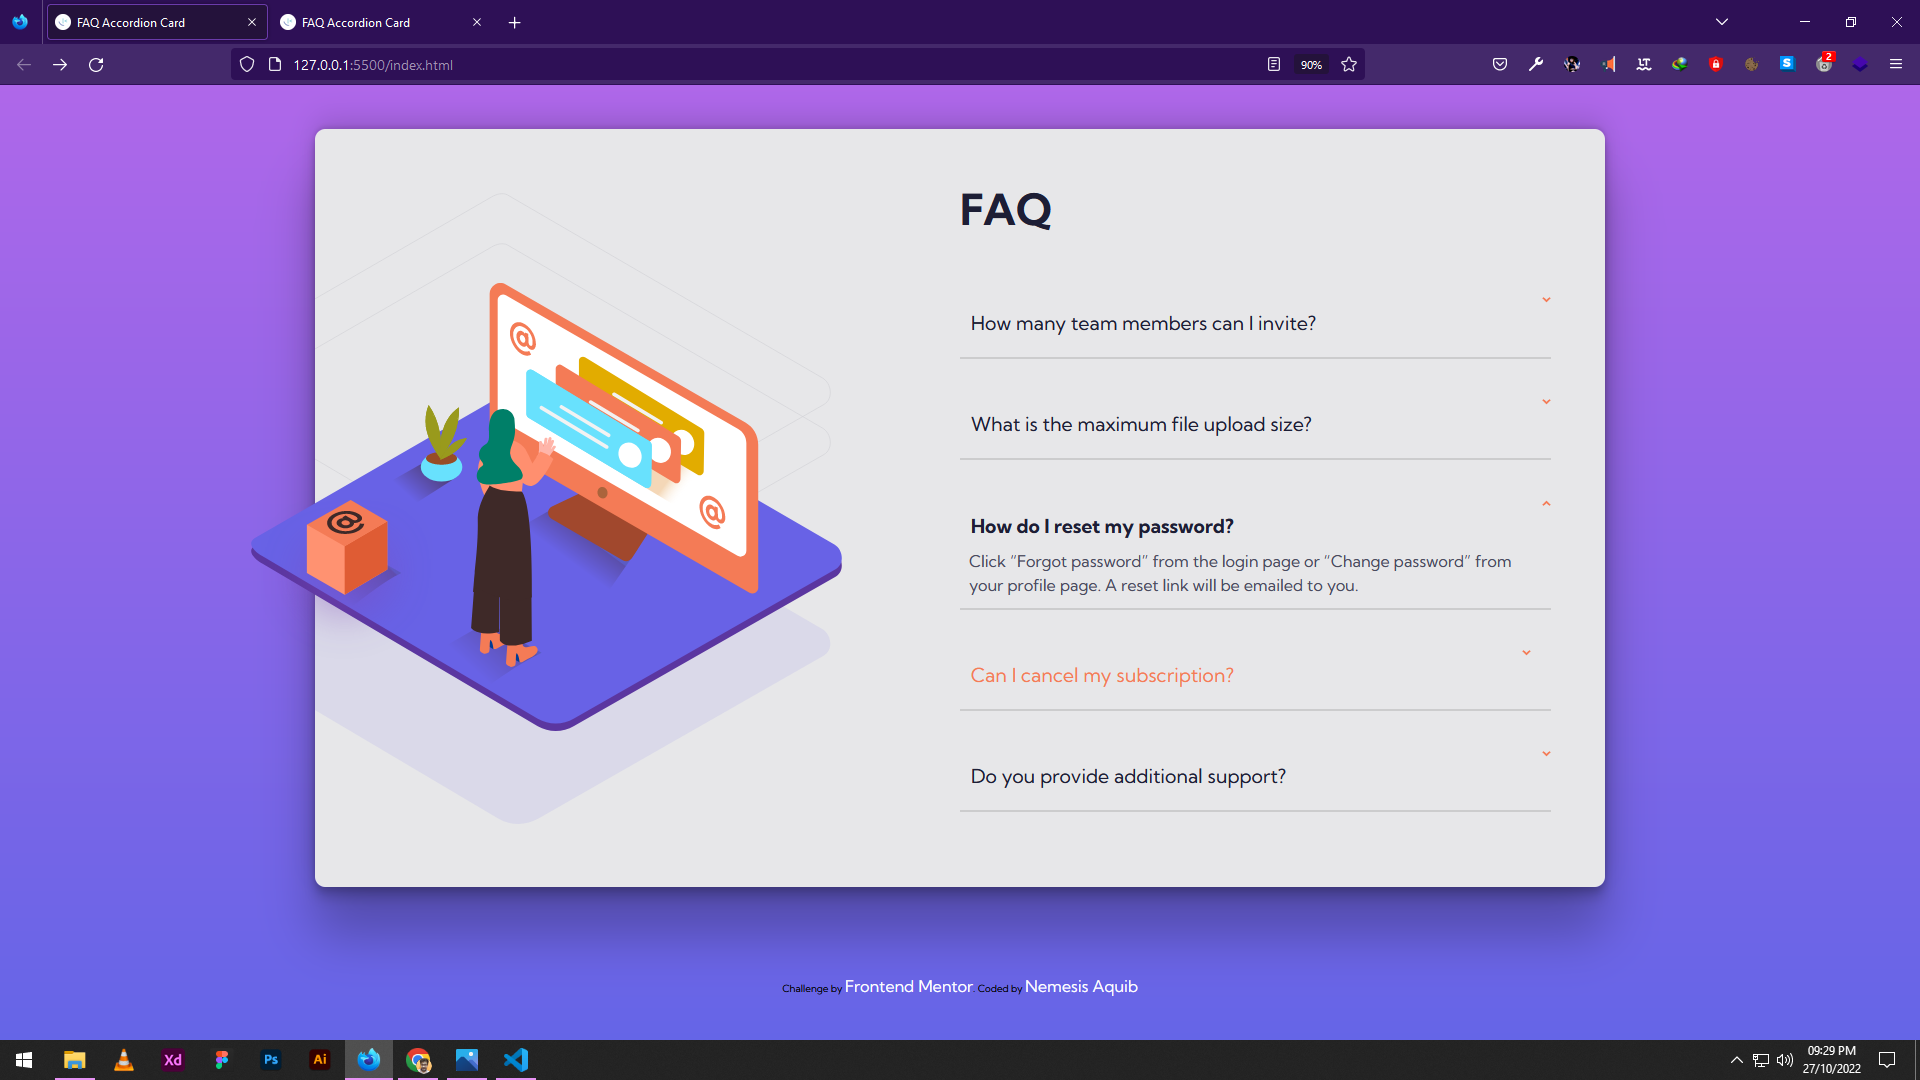 FAQ Accordion Card
FAQ Accordion Card
127.0.0.1:5500/index.html
90%
2
FAQ
How many team members can I invite?
What is the maximum file upload size?
How do I reset my password?
Click “Forgot password” from the login page or “Change password” from
your profile page. A reset link will be emailed to you.
Can I cancel my subscription?
Do you provide additional support?
@
@
@
Challenge by Frontend Mentor. Coded by Nemesis Aquib
Xd
Ps
Ai
09:29 PM
27/10/2022